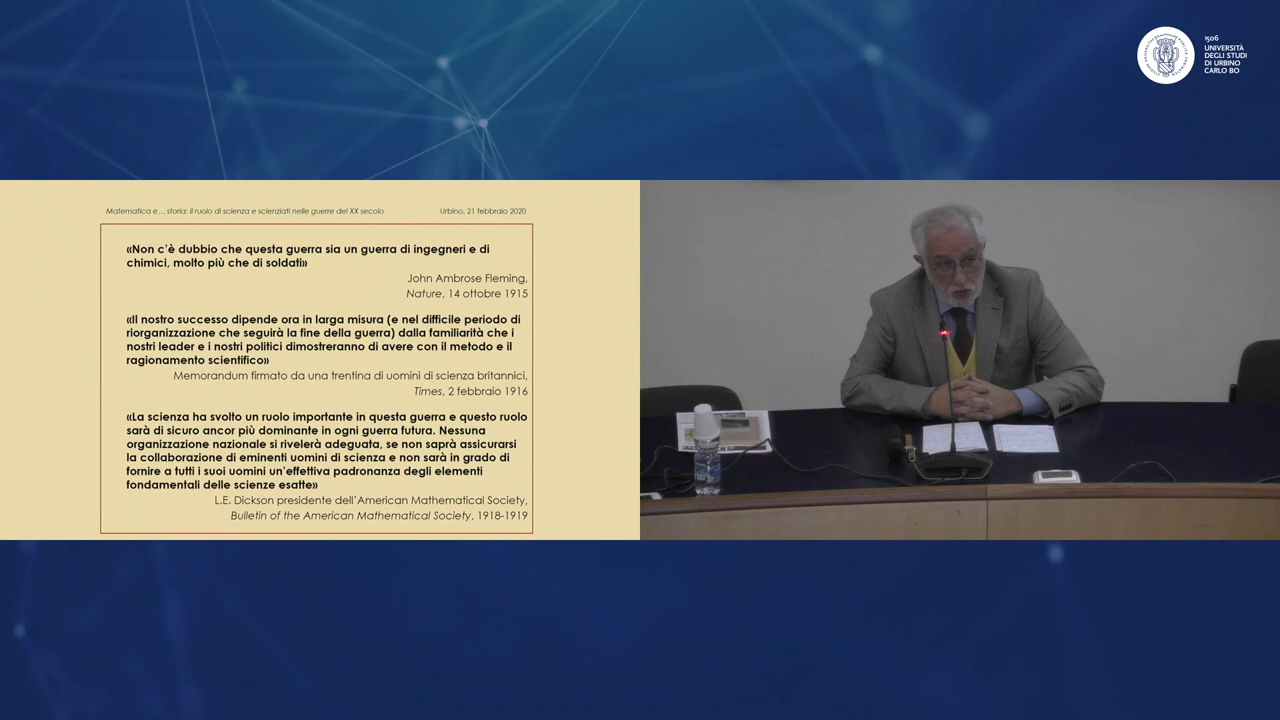 1506
UNIVERSITÀ
DEGLI STUDI
DI URBINO
CARLO BO
Matematica e... storia: il ruolo di scienza e scienziati nelle guerre del XX secolo
Urbino, 21 febbraio 2020
«Non c'è dubbio che questa guerra sia un guerra di ingegneri e di
chimici, molto più che di soldati»
John Ambrose Fleming,
Nature, 14 ottobre 1915
«Il nostro successo dipende ora in larga misura (e nel difficile periodo di
riorganizzazione che seguirà la fine della guerra) dalla familiarità che i
nostri leader e i nostri politici dimostreranno di avere con il metodo e il
ragionamento scientifico»
Memorandum firmato da una trentina di uomini di scienza britannici,
Times, 2 febbraio 1916
«La scienza ha svolto un ruolo importante in questa guerra e questo ruolo
sarà di sicuro ancor più dominante in ogni guerra futura. Nessuna
organizzazione nazionale si rivelerà adeguata, se non saprà assicurarsi
la collaborazione di eminenti uomini di scienza e non sarà in grado di
fornire a tutti i suoi uomini un'effettiva padronanza degli elementi
fondamentali delle scienze esatte»
L.E. Dickson presidente dell'American Mathematical Society,
Bulletin of the American Mathematical Society, 1918-1919